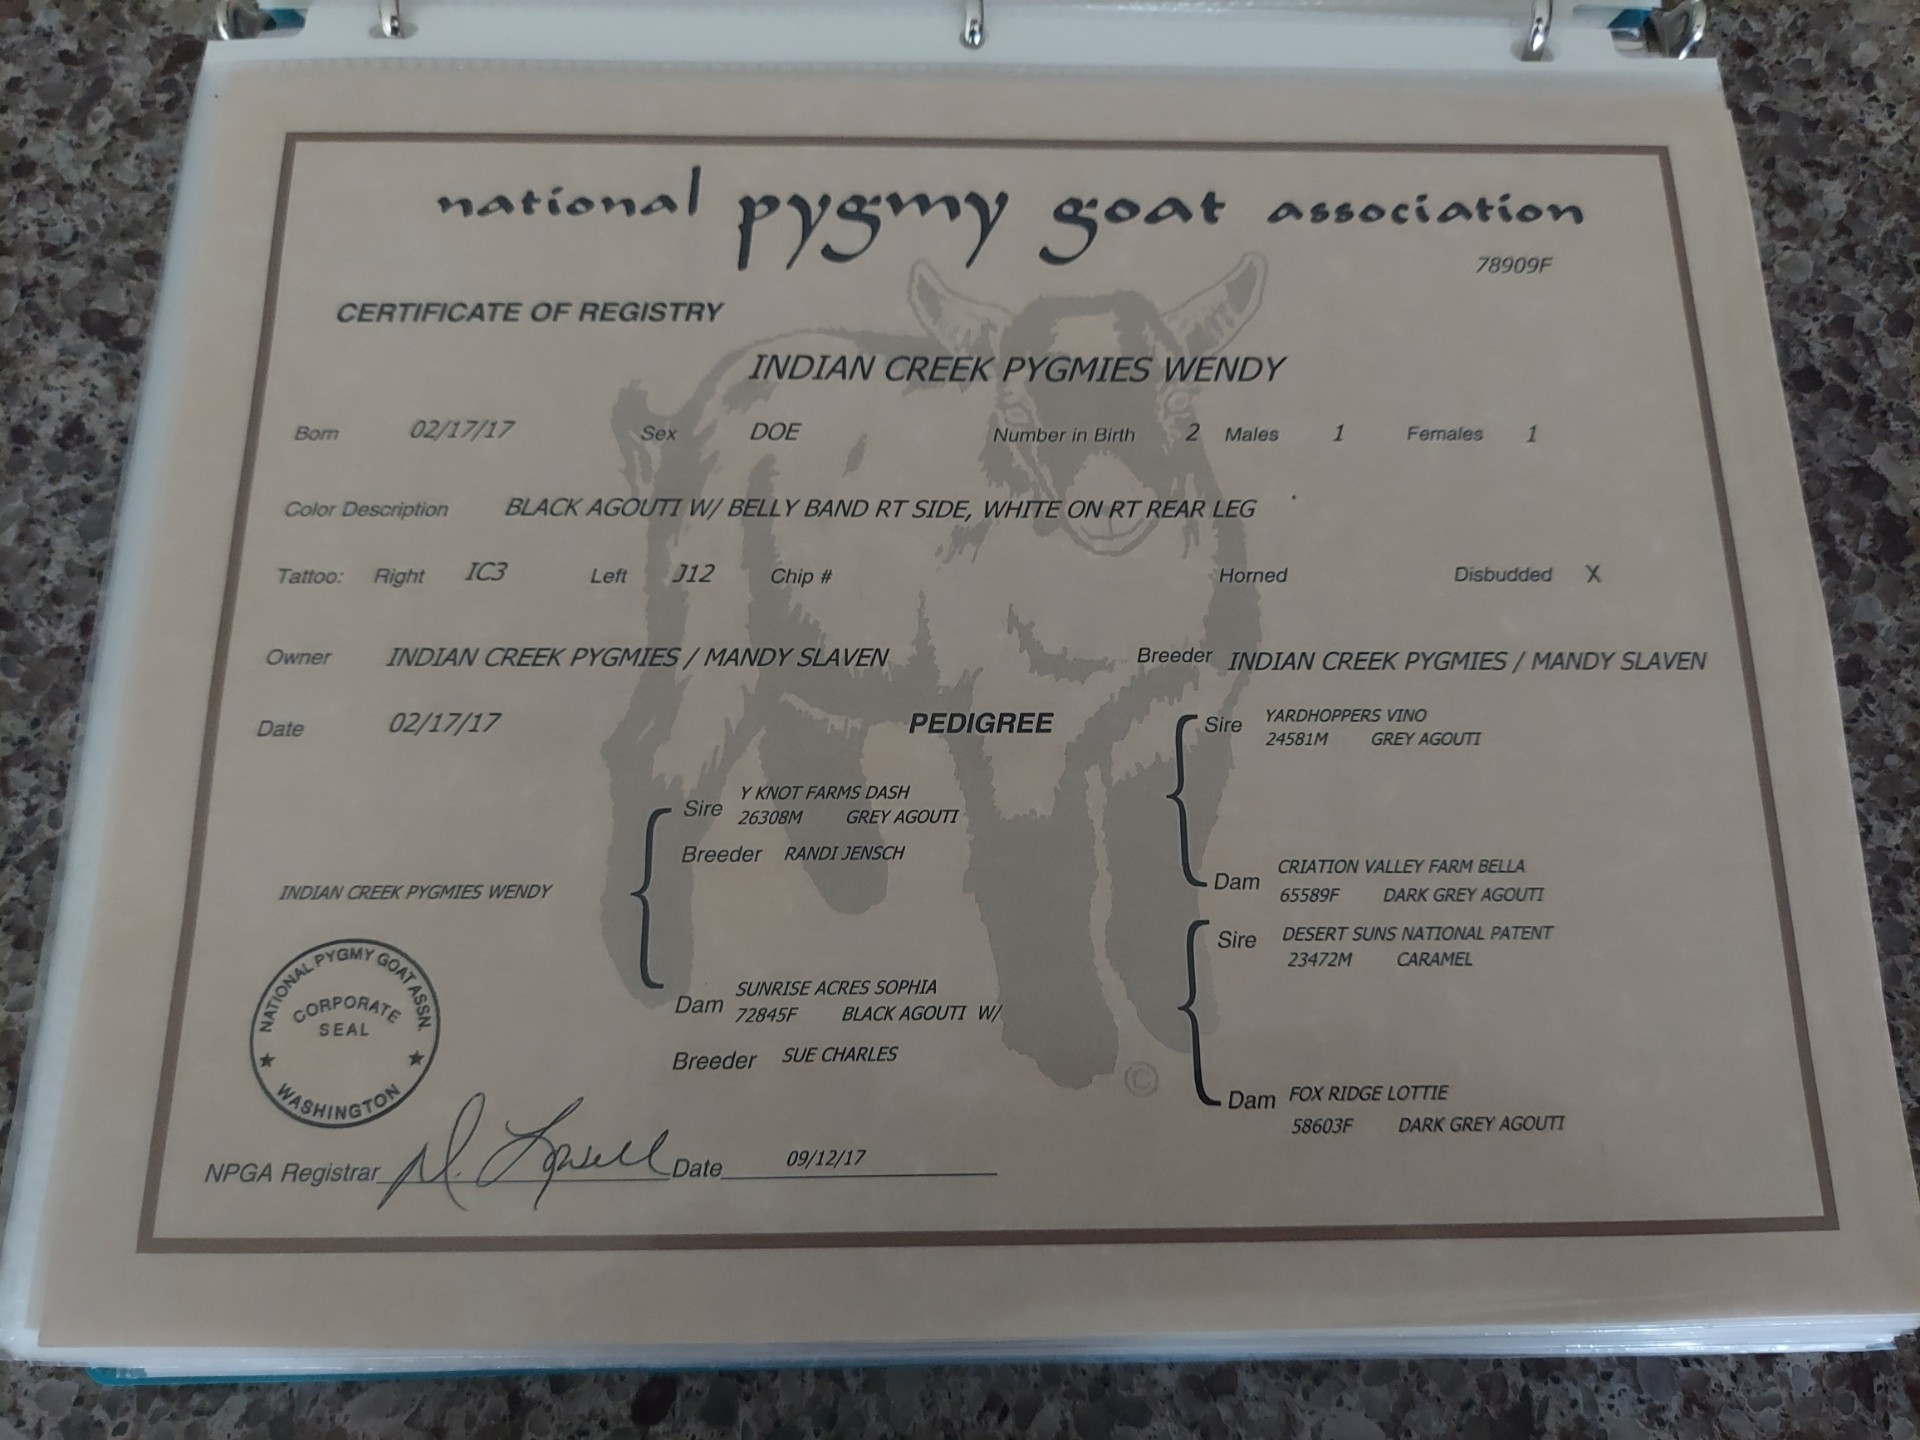 national pygmy goat association
78909F
CERTIFICATE OF REGISTRY
INDIAN CREEK PYGMIES WENDY
Born 02/17/17 Sex DOE Number in Birth 2 Males 1 Females 1
Color Description BLACK AGOUTI W/ BELLY BAND RT SIDE, WHITE ON RT REAR LEG
Tattoo: Right IC3 Left J12 Chip # Horned Disbudded X
Owner INDIAN CREEK PYGMIES / MANDY SLAVEN Breeder INDIAN CREEK PYGMIES / MANDY SLAVEN
Date 02/17/17 PEDIGREE
Sire YARDHOPPERS VINO
24581M GREY AGOUTI
Sire Y KNOT FARMS DASH
26308M GREY AGOUTI
Breeder RANDI JENSCH
Dam CRIATION VALLEY FARM BELLA
65589F DARK GREY AGOUTI
INDIAN CREEK PYGMIES WENDY
Sire DESERT SUNS NATIONAL PATENT
23472M CARAMEL
Dam SUNRISE ACRES SOPHIA
72845F BLACK AGOUTI W/
Breeder SUE CHARLES
Dam FOX RIDGE LOTTIE
58603F DARK GREY AGOUTI
©
NATIONAL PYGMY GOAT ASSN.
CORPORATE
SEAL
WASHINGTON
NPGA Registrar Date 09/12/17